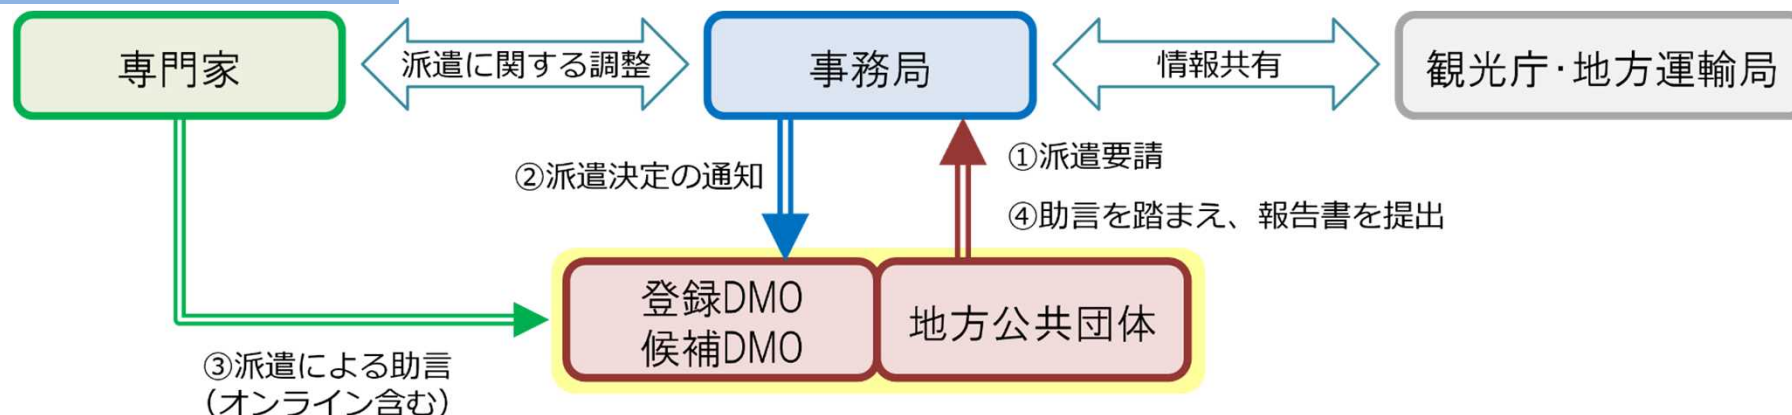 専門家
派遣に関する調整
事務局
情報共有
観光庁・地方運輸局
②派遣決定の通知
①派遣要請
④助言を踏まえ、報告書を提出
登録DMO
候補DMO
地方公共団体
③派遣による助言
（オンライン含む）